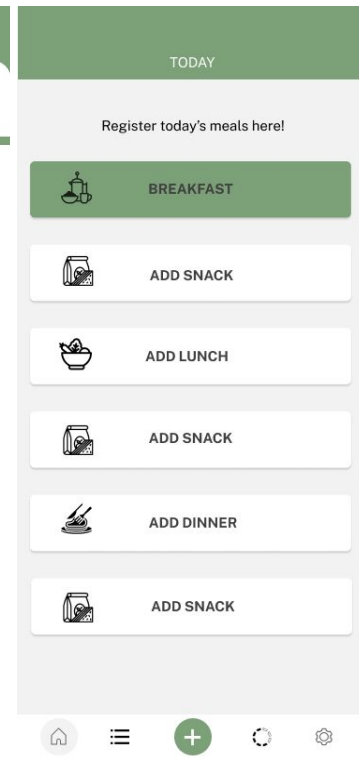 TODAY
Register today's meals here!
BREAKFAST
ADD SNACK
ADD LUNCH
ADD SNACK
ADD DINNER
ADD SNACK